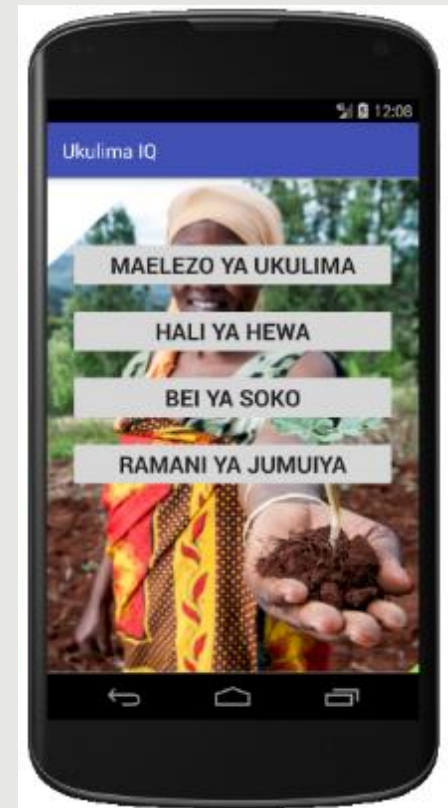 12:08
Ukulima IQ
MAELEZO YA UKULIMA
HALI YA HEWA
BEI YA SOKO
RAMANI YA JUMUIYA